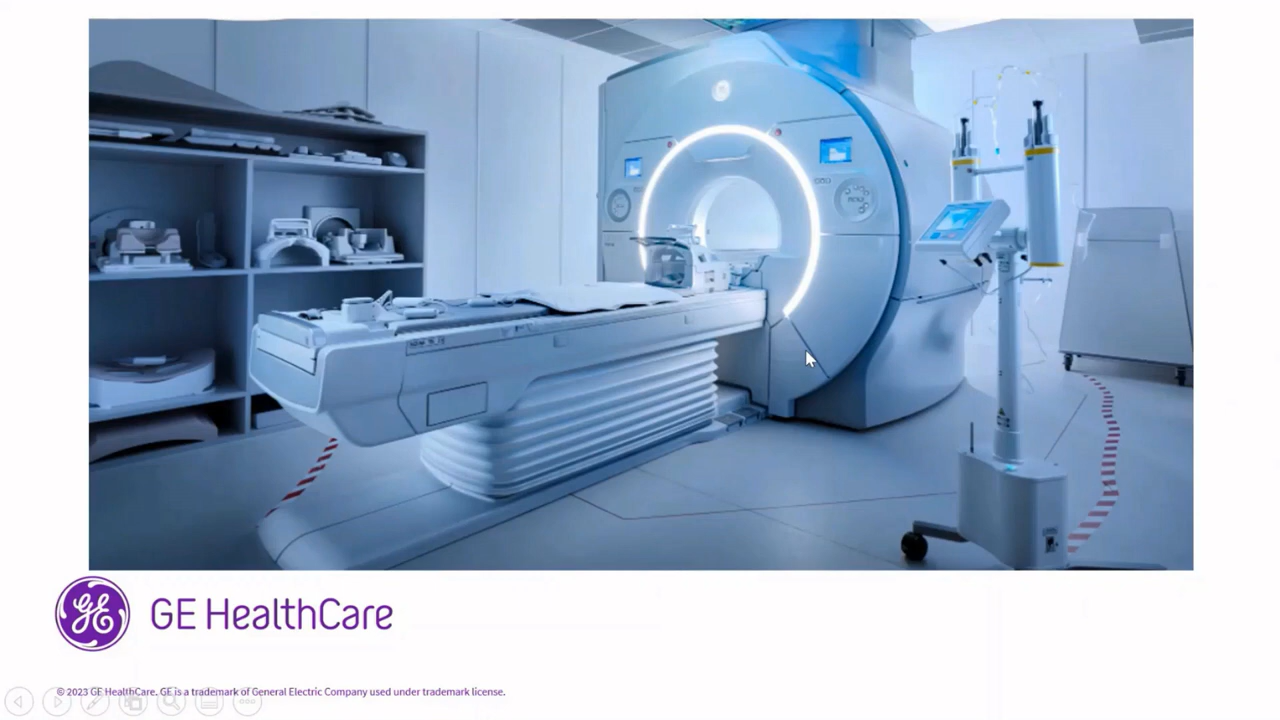 GE HealthCare
© 2023 GE HealthCare. GE is a trademark of General Electric Company used under trademark license.